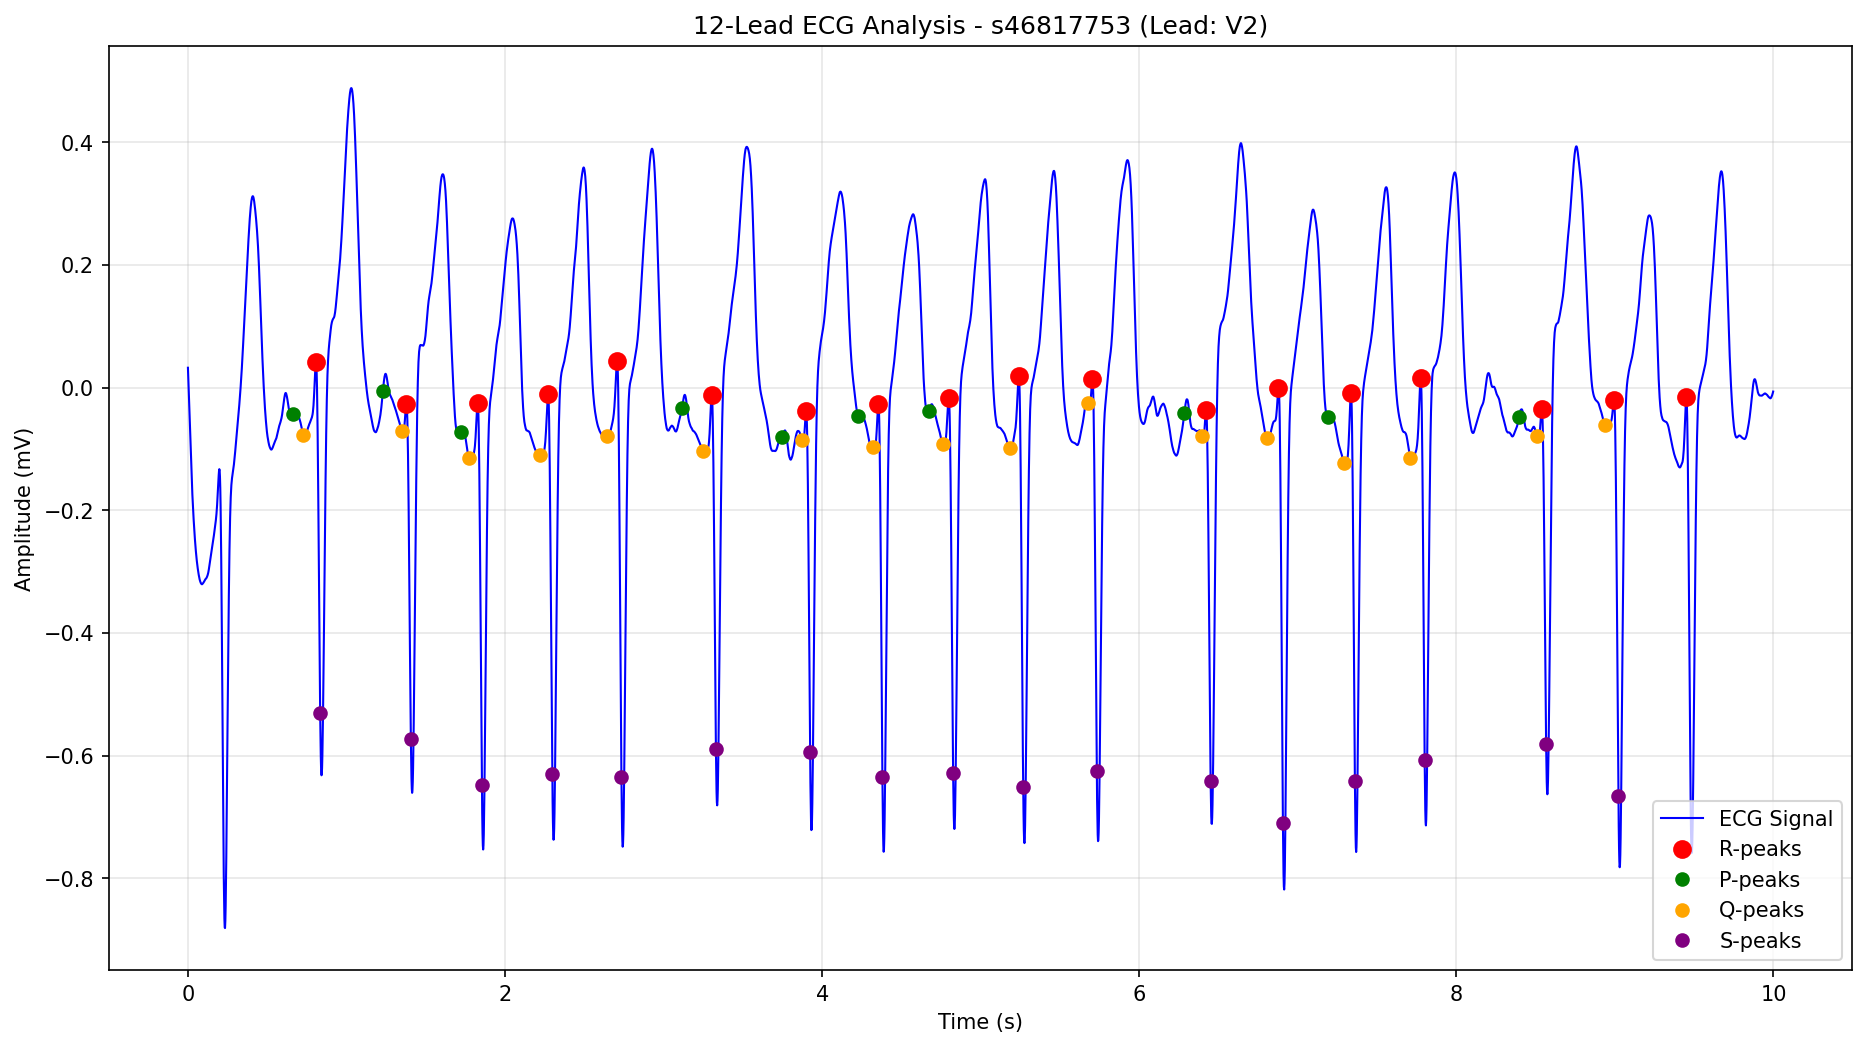 12-Lead ECG Analysis - s46817753 (Lead: V2)
Amplitude (mV)
0.4
0.2
0.0
−0.2
−0.4
−0.6
−0.8
0 2 4 6 8 10
Time (s)
ECG Signal
R-peaks
P-peaks
Q-peaks
S-peaks